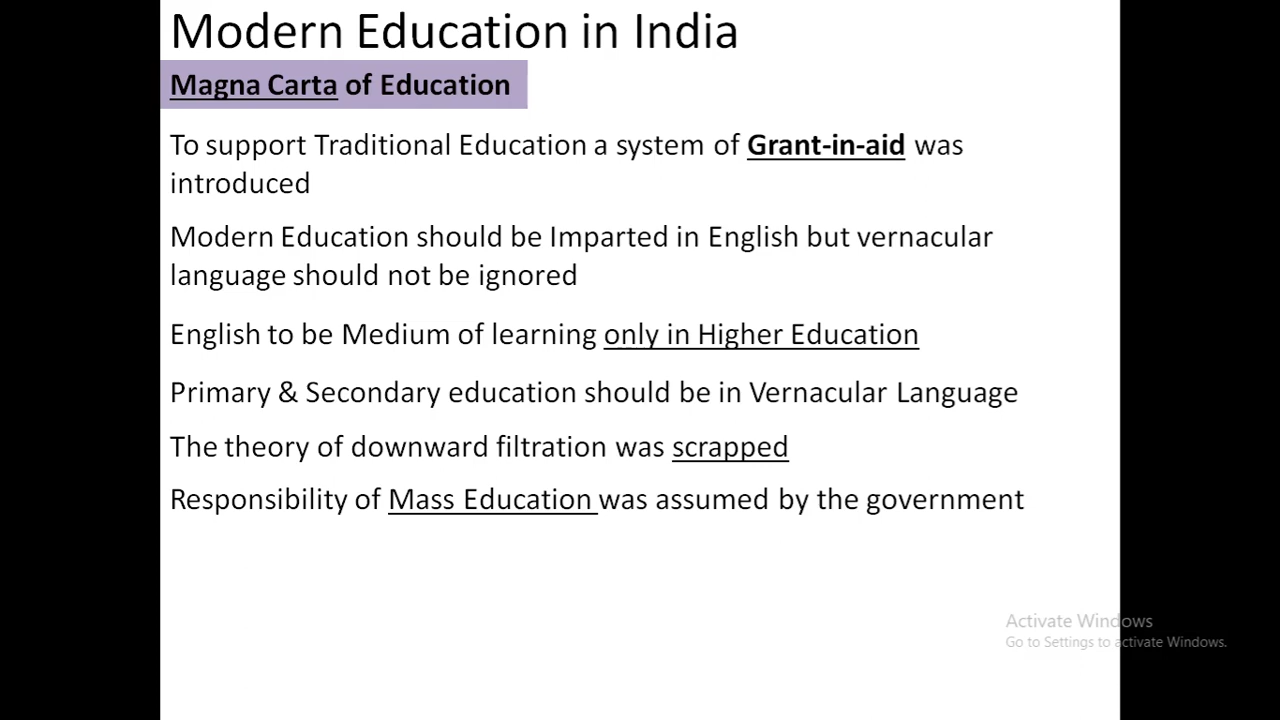 Modern Education in India
Magna Carta of Education
To support Traditional Education a system of Grant-in-aid was
introduced
Modern Education should be Imparted in English but vernacular
language should not be ignored
English to be Medium of learning only in Higher Education
Primary & Secondary education should be in Vernacular Language
The theory of downward filtration was scrapped
Responsibility of Mass Education was assumed by the government
Activate Windows
Go to Settings to activate Windows.